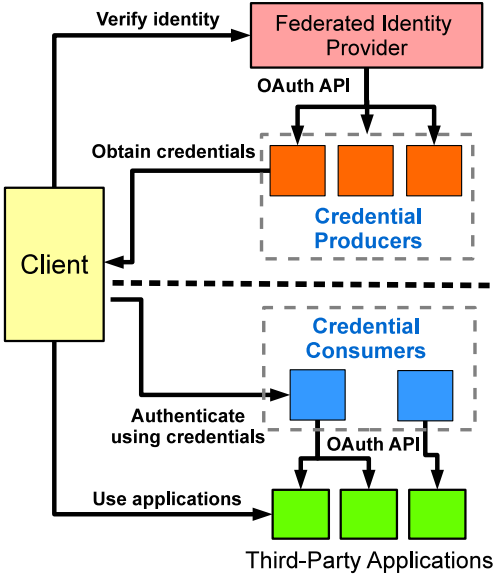 Verify identity
Federated Identity
Provider
OAuth API
Obtain credentials
Credential
Producers
Client
Credential
Consumers
Authenticate
using credentials
OAuth API
Use applications
Third-Party Applications